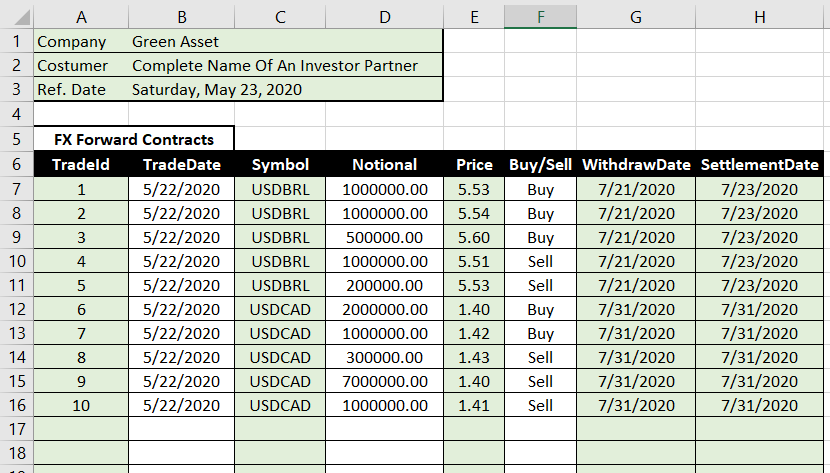 A B C D E F G H
1 Company Green Asset
2 Costumer Complete Name Of An Investor Partner
3 Ref. Date Saturday, May 23, 2020
4
5 FX Forward Contracts
6 TradeId TradeDate Symbol Notional Price Buy/Sell WithdrawDate SettlementDate
7 1 5/22/2020 USDBRL 1000000.00 5.53 Buy 7/21/2020 7/23/2020
8 2 5/22/2020 USDBRL 1000000.00 5.54 Buy 7/21/2020 7/23/2020
9 3 5/22/2020 USDBRL 500000.00 5.60 Buy 7/21/2020 7/23/2020
10 4 5/22/2020 USDBRL 1000000.00 5.51 Sell 7/21/2020 7/23/2020
11 5 5/22/2020 USDBRL 200000.00 5.53 Sell 7/21/2020 7/23/2020
12 6 5/22/2020 USDCAD 2000000.00 1.40 Buy 7/31/2020 7/31/2020
13 7 5/22/2020 USDCAD 1000000.00 1.42 Buy 7/31/2020 7/31/2020
14 8 5/22/2020 USDCAD 300000.00 1.43 Sell 7/31/2020 7/31/2020
15 9 5/22/2020 USDCAD 7000000.00 1.40 Sell 7/31/2020 7/31/2020
16 10 5/22/2020 USDCAD 1000000.00 1.41 Sell 7/31/2020 7/31/2020
17
18